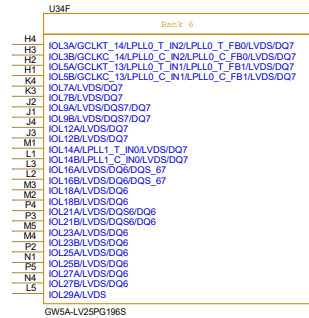 U34F
Bank 6
H4 IOL3A/GCLKT_14/LPLL0_T_IN2/LPLL0_T_FB0/LVDS/DQ7
H3 IOL3B/GCLKC_14/LPLL0_C_IN2/LPLL0_C_FB0/LVDS/DQ7
H2 IOL5A/GCLKT_13/LPLL0_T_IN1/LPLL0_T_FB1/LVDS/DQ7
H1 IOL5B/GCLKC_13/LPLL0_C_IN1/LPLL0_C_FB1/LVDS/DQ7
K4 IOL7A/LVDS/DQ7
K3 IOL7B/LVDS/DQ7
J2 IOL9A/LVDS/DQS7/DQ7
J1 IOL9B/LVDS/DQS7/DQ7
J4 IOL12A/LVDS/DQ7
J3 IOL12B/LVDS/DQ7
M1 IOL14A/LPLL1_T_IN0/LVDS/DQ7
L1 IOL14B/LPLL1_C_IN0/LVDS/DQ7
L3 IOL16A/LVDS/DQ6/DQS_67
L2 IOL16B/LVDS/DQ6/DQS_67
M3 IOL18A/LVDS/DQ6
M2 IOL18B/LVDS/DQ6
P4 IOL21A/LVDS/DQS6/DQ6
P3 IOL21B/LVDS/DQS6/DQ6
M5 IOL23A/LVDS/DQ6
M4 IOL23B/LVDS/DQ6
P2 IOL25A/LVDS/DQ6
N1 IOL25B/LVDS/DQ6
P5 IOL27A/LVDS/DQ6
N4 IOL27B/LVDS/DQ6
L5 IOL29A/LVDS
GW5A-LV25PG196S